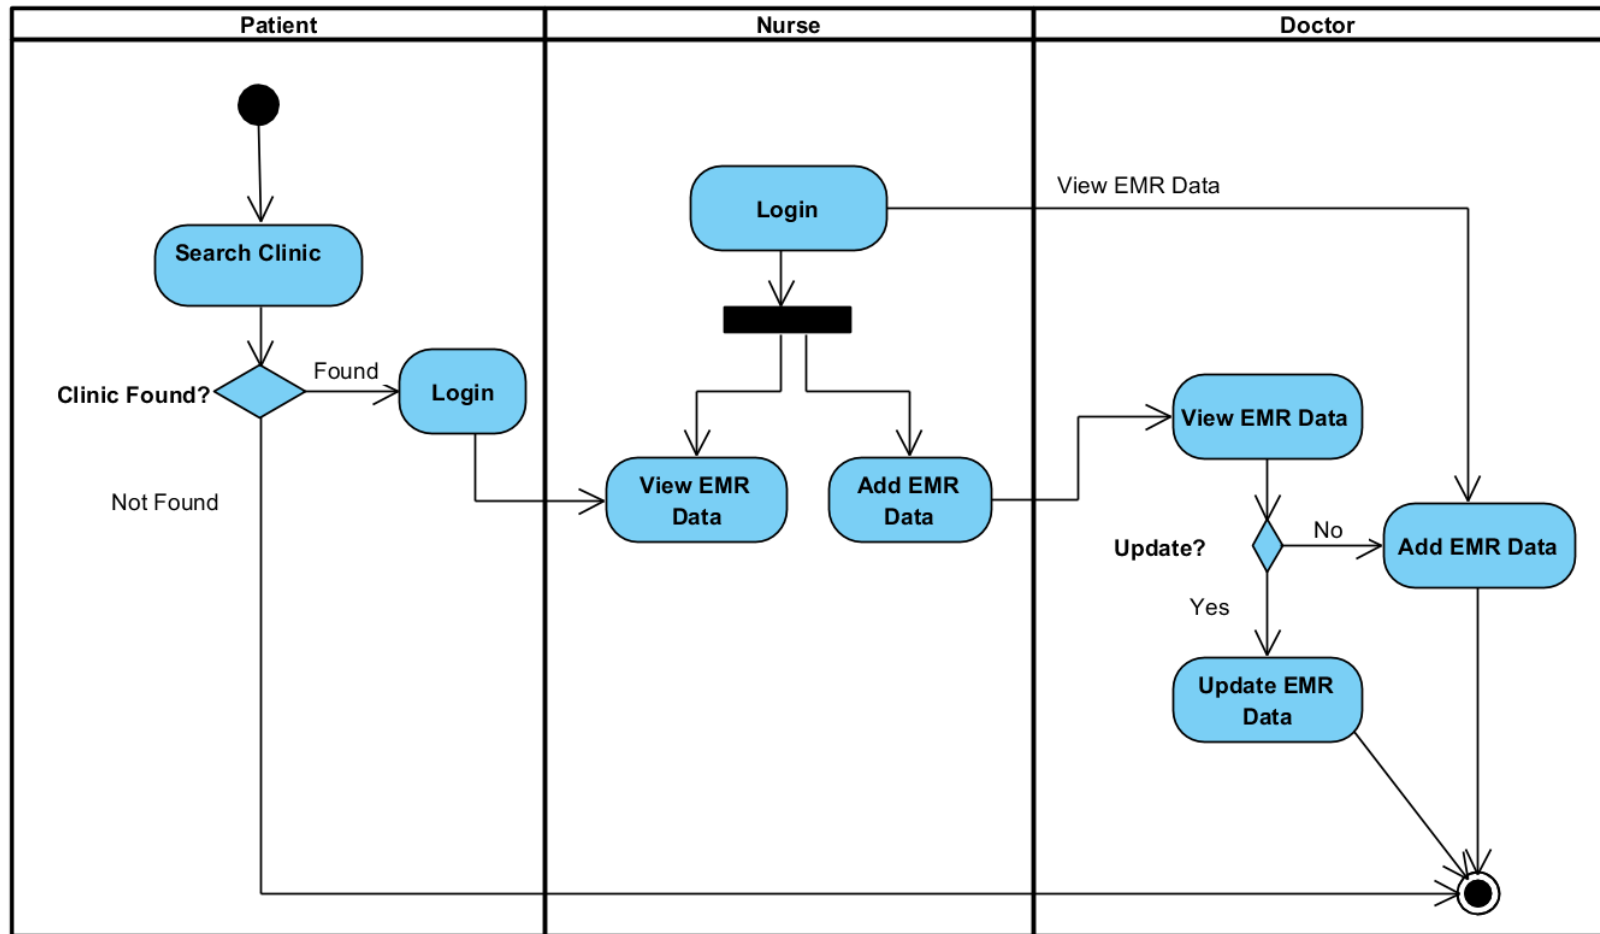 Patient
Nurse
Doctor
Search Clinic
Clinic Found?
Found
Login
Not Found
Login
View EMR
Data
Add EMR
Data
View EMR Data
View EMR Data
Update?
No
Add EMR Data
Yes
Update EMR
Data